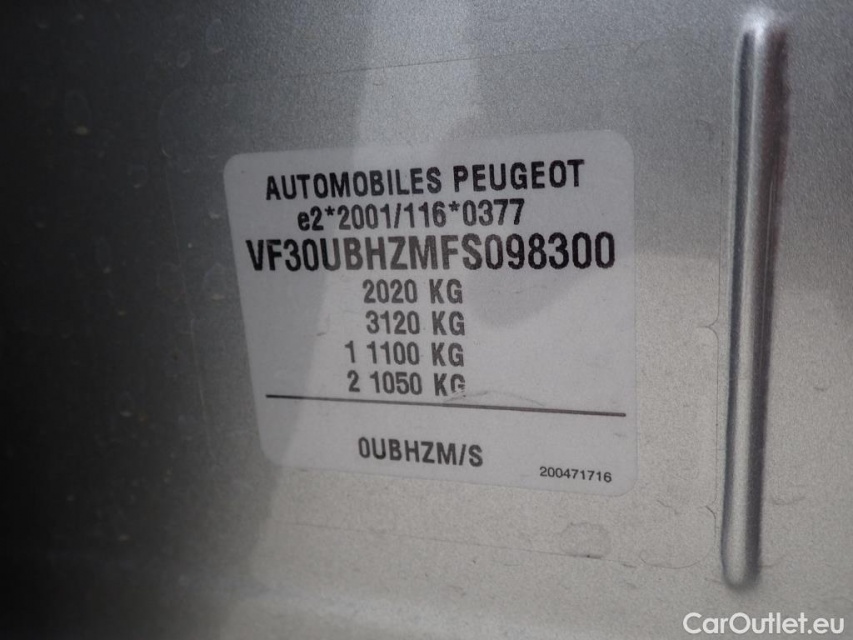 AUTOMOBILES PEUGEOT
e2*2001/116*0377
VF30UBHZMFS098300
2020 KG
3120 KG
1 1100 KG
2 1050 KG
0UBHZM/S
200471716
CarOutlet.eu